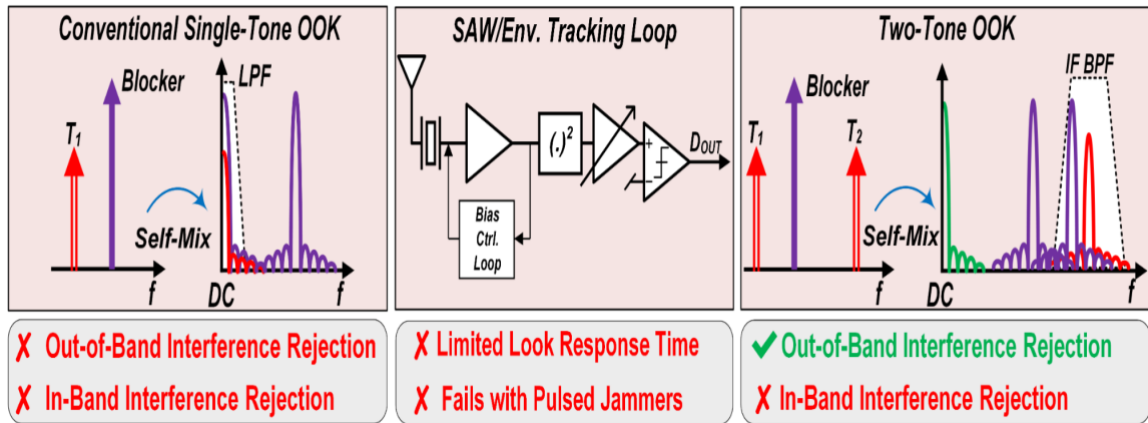 Conventional Single-Tone OOK
Blocker
LPF
T1
Self-Mix
f
DC
f
✗ Out-of-Band Interference Rejection
✗ In-Band Interference Rejection
SAW/Env. Tracking Loop
(.)²
+
−
DOUT
Bias
Ctrl.
Loop
✗ Limited Look Response Time
✗ Fails with Pulsed Jammers
Two-Tone OOK
IF BPF
Blocker
T1
T2
Self-Mix
f
DC
f
✓ Out-of-Band Interference Rejection
✗ In-Band Interference Rejection